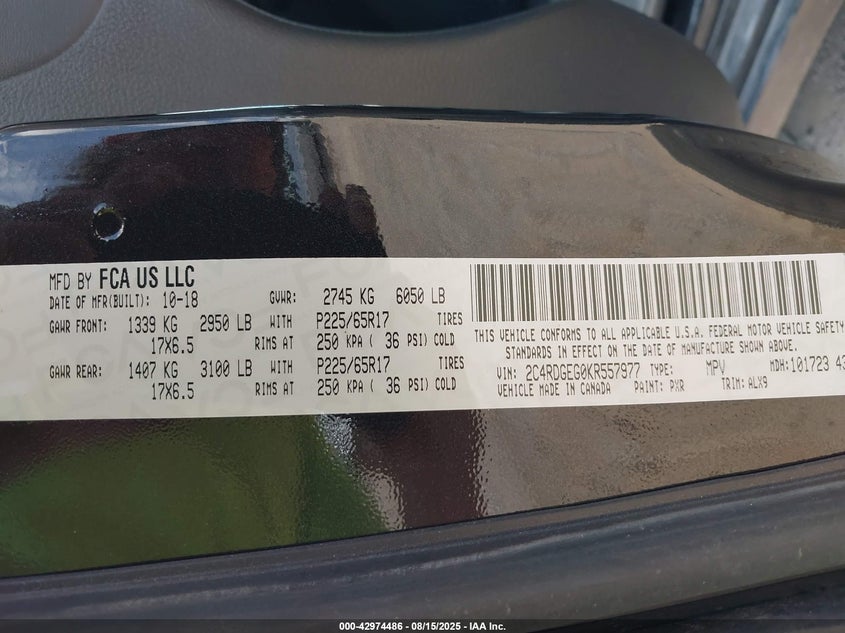 MFD BY FCA US LLC
DATE OF MFR(BUILT): 10-18 GVWR: 2745 KG 6050 LB
GAWR FRONT: 1339 KG 2950 LB WITH P225/65R17 TIRES
17X6.5 RIMS AT 250 KPA ( 36 PSI) COLD
GAWR REAR: 1407 KG 3100 LB WITH P225/65R17 TIRES
17X6.5 RIMS AT 250 KPA ( 36 PSI) COLD
THIS VEHICLE CONFORMS TO ALL APPLICABLE U.S.A. FEDERAL MOTOR VEHICLE SAFETY
STANDARDS IN EFFECT ON THE DATE OF MANUFACTURE SHOWN ABOVE.
VIN: 2C4RDGEG0KR557977 TYPE: MPV MDH: 101723 43
VEHICLE MADE IN CANADA PAINT: PXR TRIM: ALX9
000-42974486 - 08/15/2025 - IAA Inc.